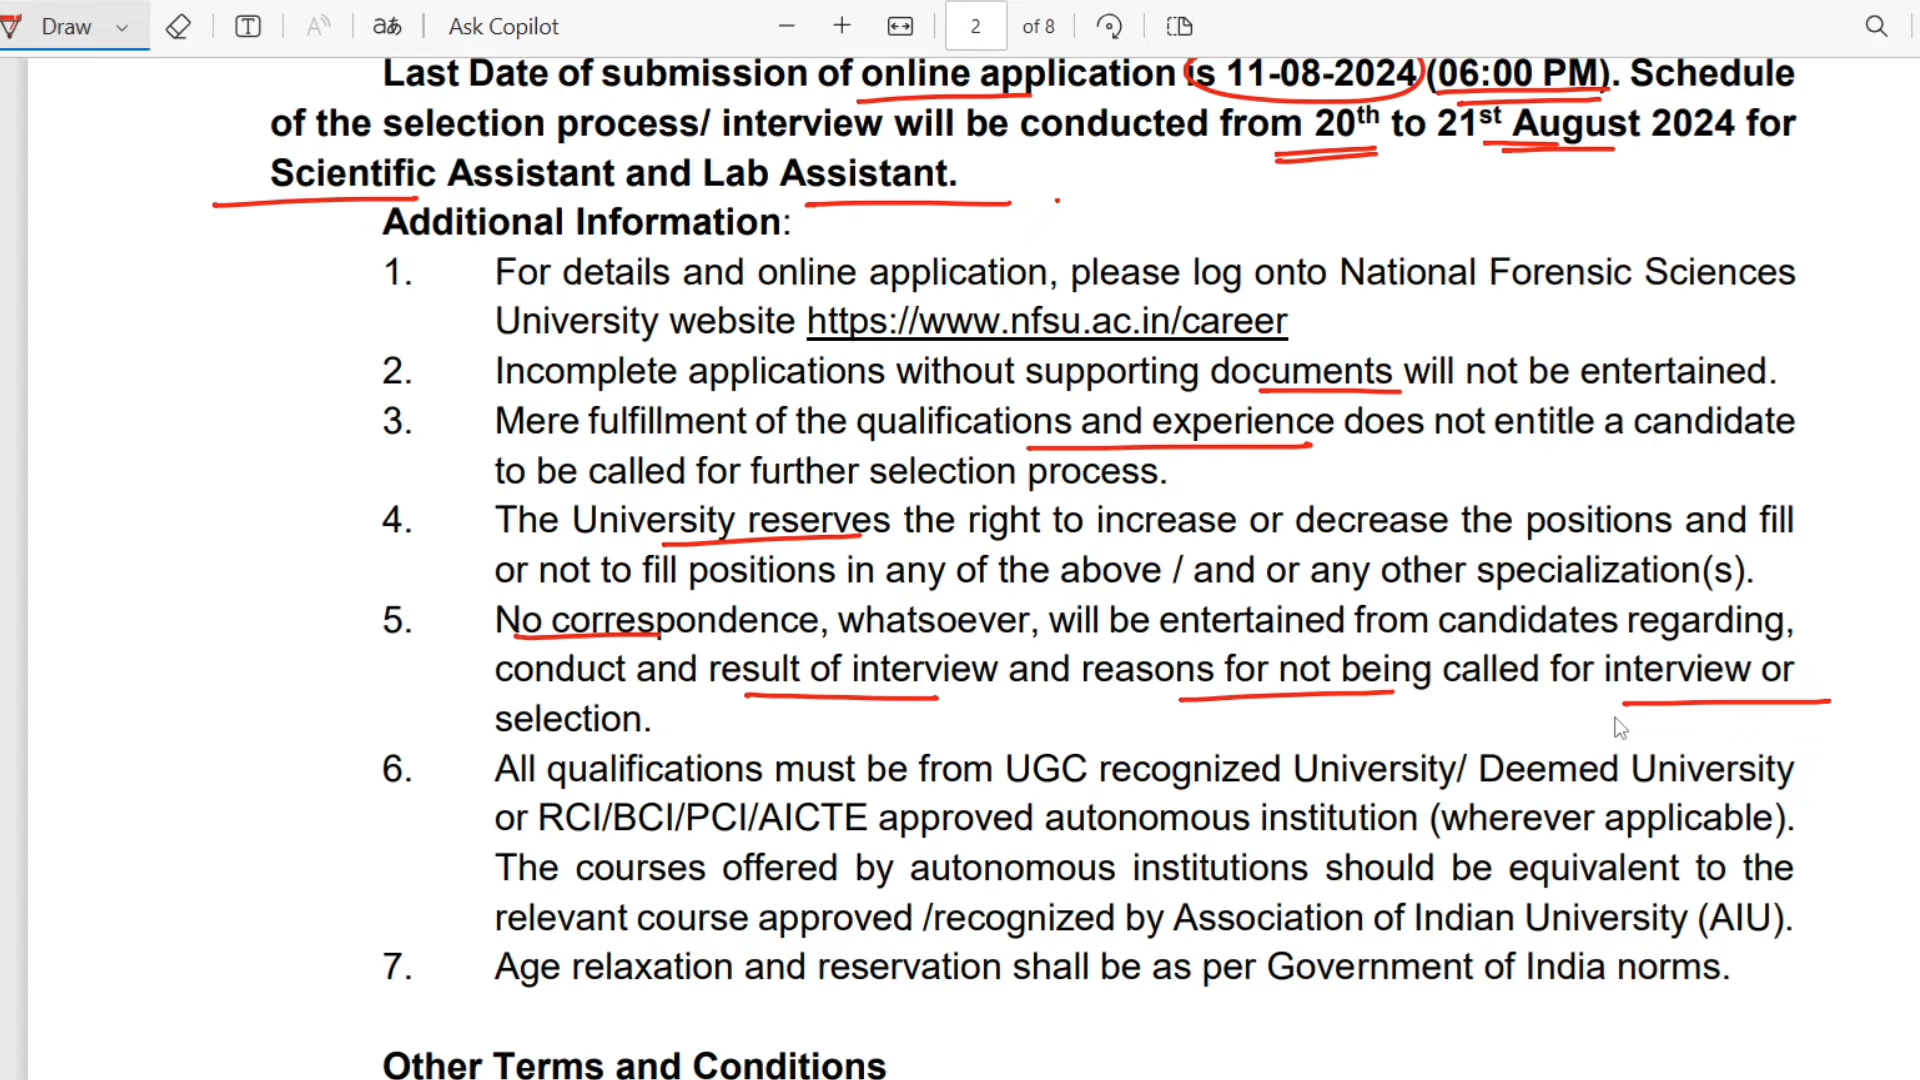 Draw
Ask Copilot
2 of 8
Last Date of submission of online application is 11-08-2024 (06:00 PM). Schedule
of the selection process/ interview will be conducted from 20th to 21st August 2024 for
Scientific Assistant and Lab Assistant.
Additional Information:
1. For details and online application, please log onto National Forensic Sciences
University website https://www.nfsu.ac.in/career
2. Incomplete applications without supporting documents will not be entertained.
3. Mere fulfillment of the qualifications and experience does not entitle a candidate
to be called for further selection process.
4. The University reserves the right to increase or decrease the positions and fill
or not to fill positions in any of the above / and or any other specialization(s).
5. No correspondence, whatsoever, will be entertained from candidates regarding,
conduct and result of interview and reasons for not being called for interview or
selection.
6. All qualifications must be from UGC recognized University/ Deemed University
or RCI/BCI/PCI/AICTE approved autonomous institution (wherever applicable).
The courses offered by autonomous institutions should be equivalent to the
relevant course approved /recognized by Association of Indian University (AIU).
7. Age relaxation and reservation shall be as per Government of India norms.
Other Terms and Conditions